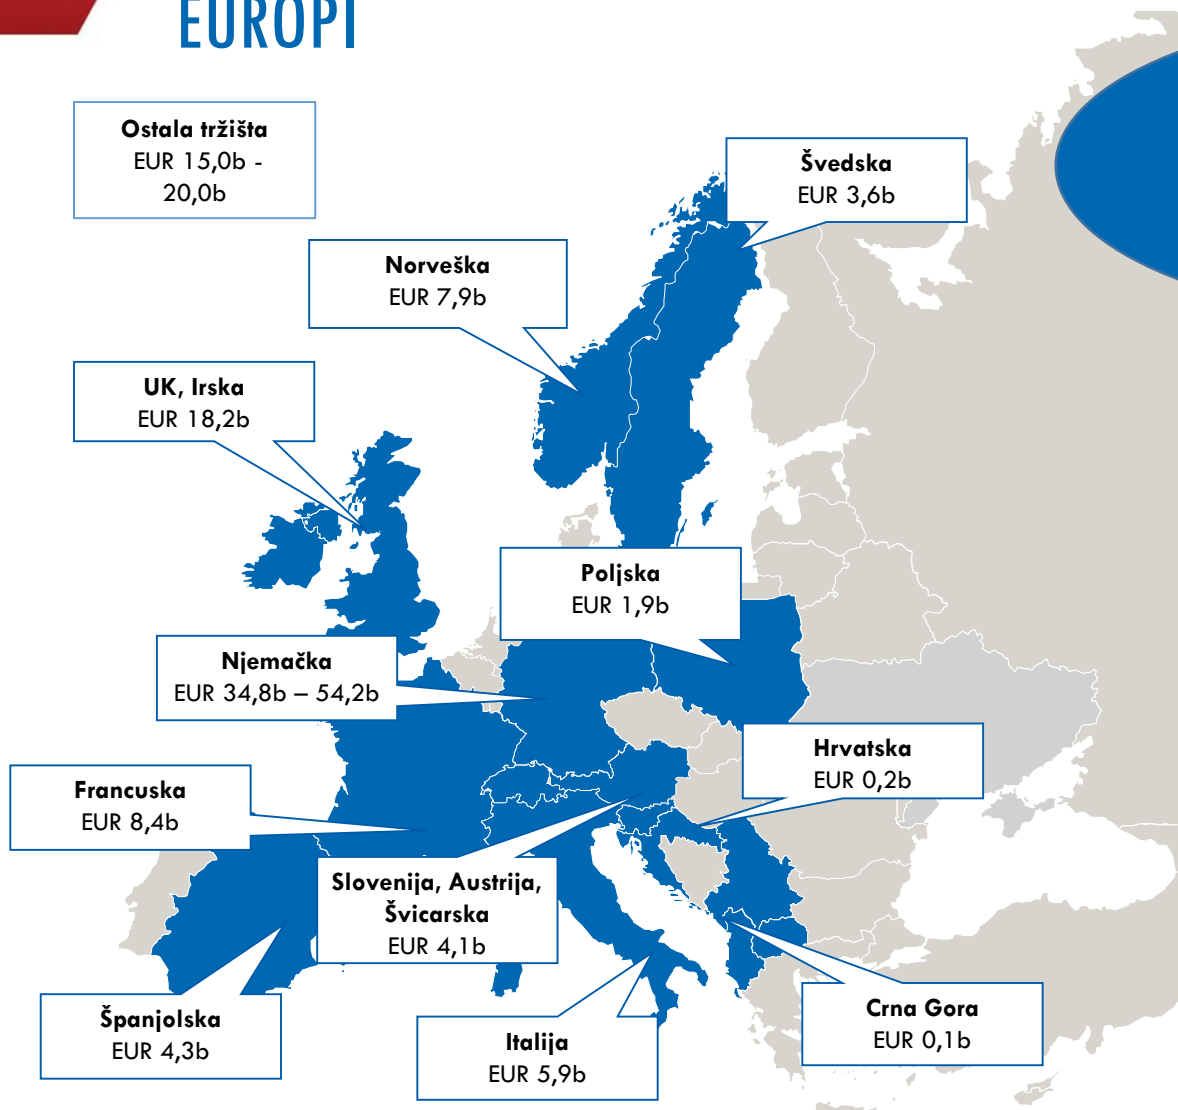 EUROPI
Ostala tržišta
EUR 15,0b -
20,0b
Švedska
EUR 3,6b
Norveška
EUR 7,9b
UK, Irska
EUR 18,2b
Poljska
EUR 1,9b
Njemačka
EUR 34,8b – 54,2b
Hrvatska
EUR 0,2b
Francuska
EUR 8,4b
Slovenija, Austrija,
Švicarska
EUR 4,1b
Španjolska
EUR 4,3b
Italija
EUR 5,9b
Crna Gora
EUR 0,1b